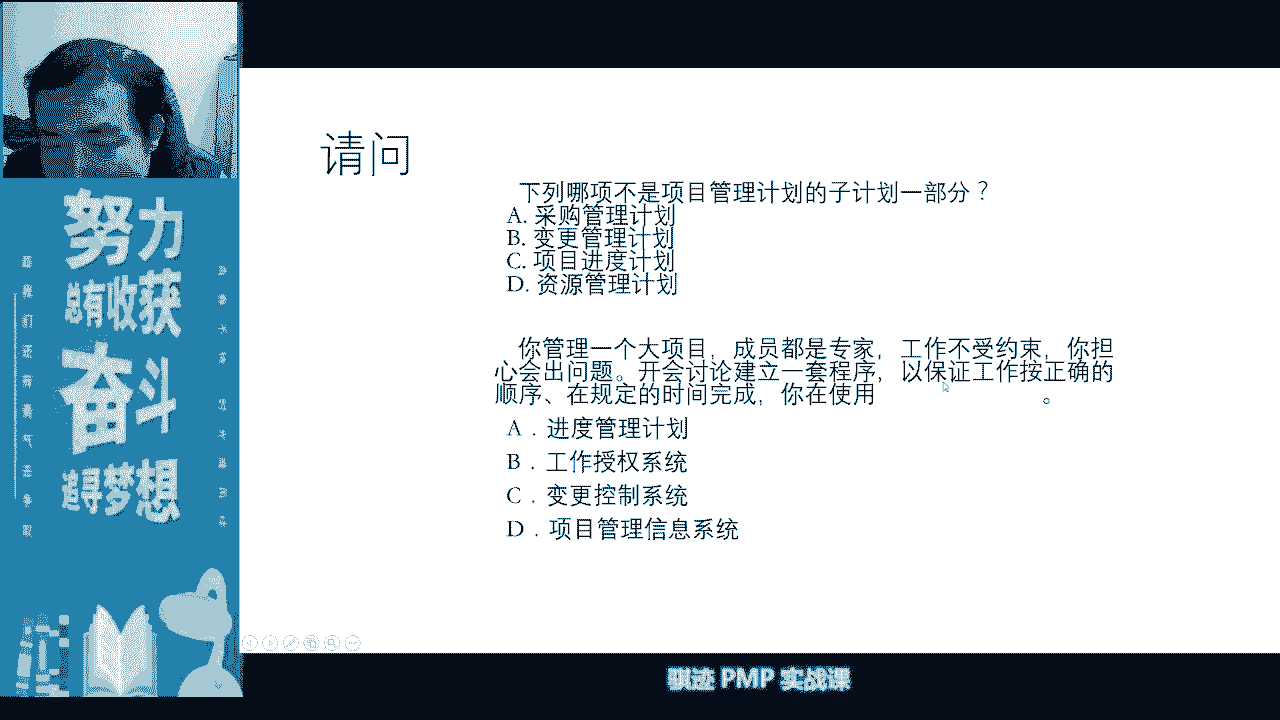 请问
下列哪项不是项目管理计划的子计划一部分？
A. 采购管理计划
B. 变更管理计划
C. 项目进度计划
D. 资源管理计划
你管理一个大项目，成员都是专家，工作不受约束，你担
心会出问题。开会讨论建立一套程序，以保证工作按正确的
顺序、在规定的时间完成，你在使用 。
A．进度管理计划
B．工作授权系统
C．变更控制系统
D．项目管理信息系统
努力
总有收获
奋斗
追寻梦想
骐迹 PMP 实战课